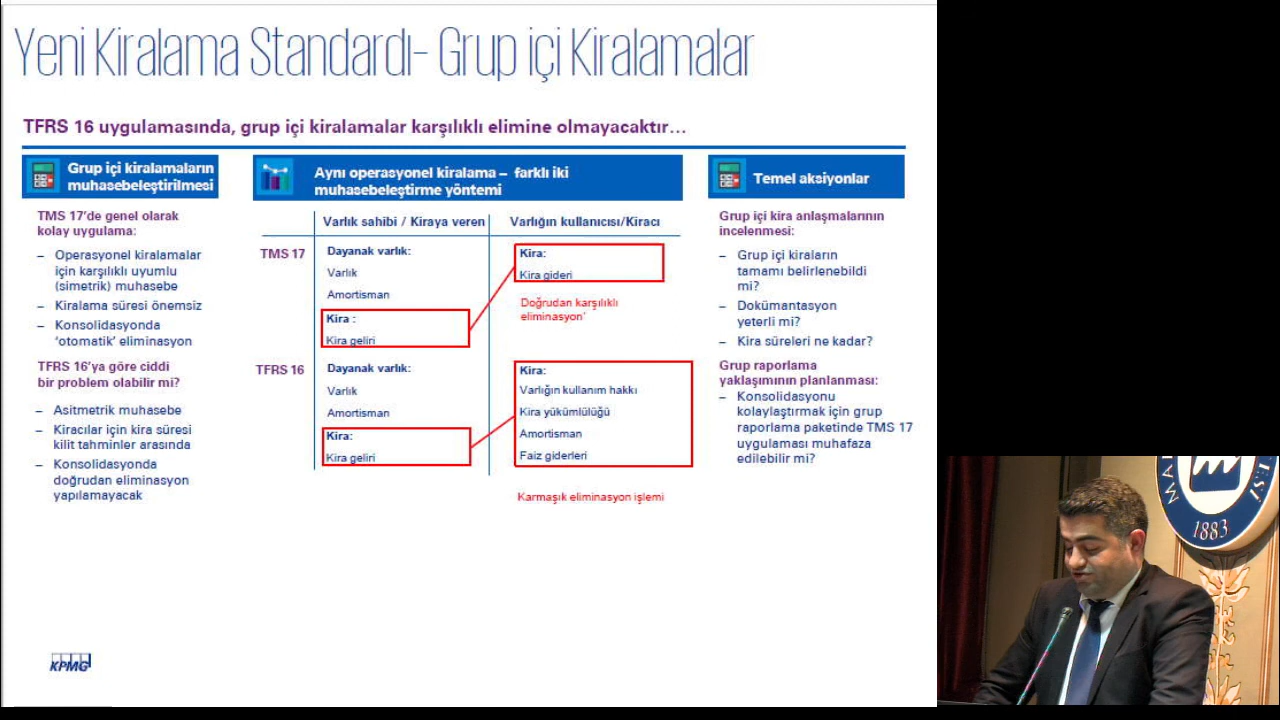 Yeni Kiralama Standardı– Grup içi Kiralamalar
TFRS 16 uygulamasında, grup içi kiralamalar karşılıklı elimine olmayacaktır…
Grup içi kiralamaların
muhasebeleştirilmesi
TMS 17’de genel olarak
kolay uygulama:
– Operasyonel kiralamalar
için karşılıklı uyumlu
(simetrik) muhasebe
– Kiralama süresi önemsiz
– Konsolidasyonda
‘otomatik’ eliminasyon
TFRS 16’ya göre ciddi
bir problem olabilir mi?
– Asitmetrik muhasebe
– Kiracılar için kira süresi
kilit tahminler arasında
– Konsolidasyonda
doğrudan eliminasyon
yapılamayacak
Aynı operasyonel kiralama – farklı iki
muhasebeleştirme yöntemi
Varlık sahibi / Kiraya veren
Varlığın kullanıcısı/Kiracı
TMS 17
Dayanak varlık:
Varlık
Amortisman
Kira :
Kira geliri
Kira:
Kira gideri
Doğrudan karşılıklı
eliminasyon’
TFRS 16
Dayanak varlık:
Varlık
Amortisman
Kira:
Kira geliri
Kira:
Varlığın kullanım hakkı
Kira yükümlülüğü
Amortisman
Faiz giderleri
Karmaşık eliminasyon işlemi
Temel aksiyonlar
Grup içi kira anlaşmalarının
incelenmesi:
– Grup içi kiraların
tamamı belirlenebildi
mi?
– Dokümantasyon
yeterli mi?
– Kira süreleri ne kadar?
Grup raporlama
yaklaşımının planlanması:
– Konsolidasyonu
kolaylaştırmak için grup
raporlama paketinde TMS 17
uygulaması muhafaza
edilebilir mi?
KPMG
1883